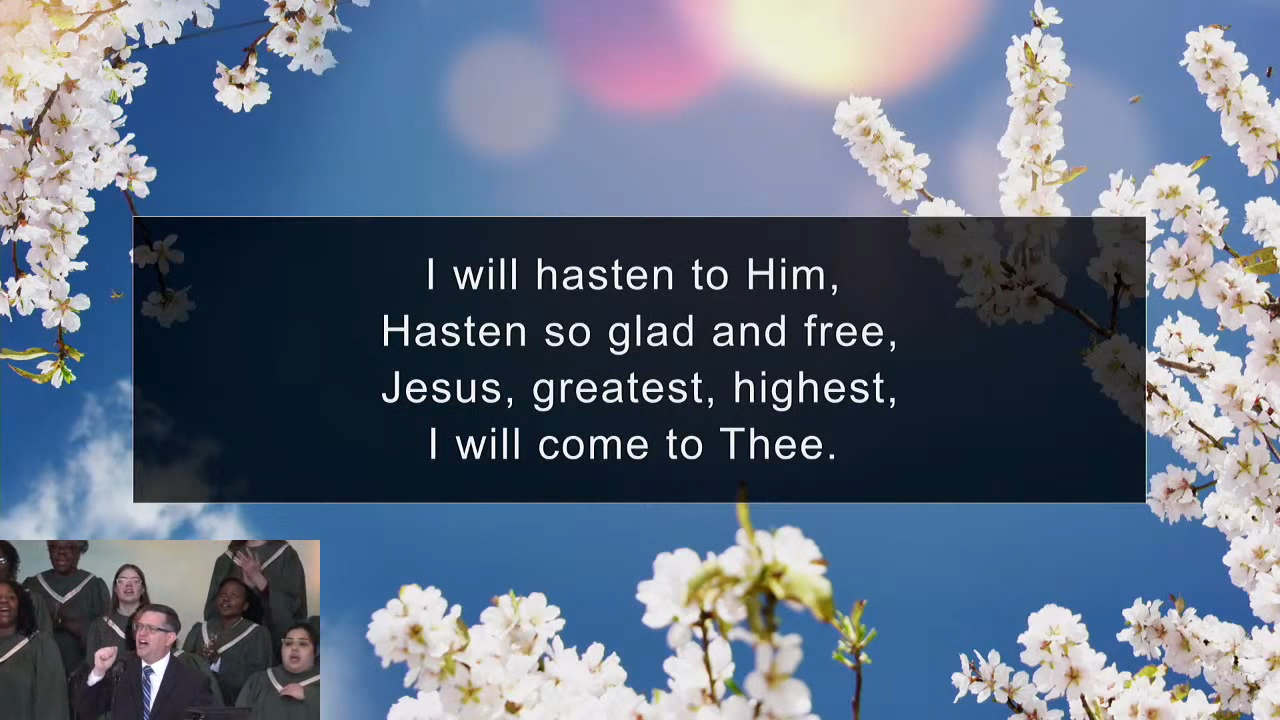 I will hasten to Him,
Hasten so glad and free,
Jesus, greatest, highest,
I will come to Thee.